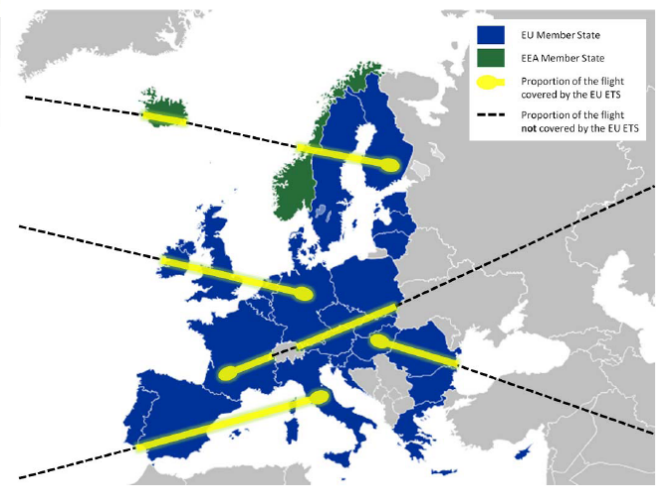 EU Member State
EEA Member State
Proportion of the flight
covered by the EU ETS
Proportion of the flight
not covered by the EU ETS